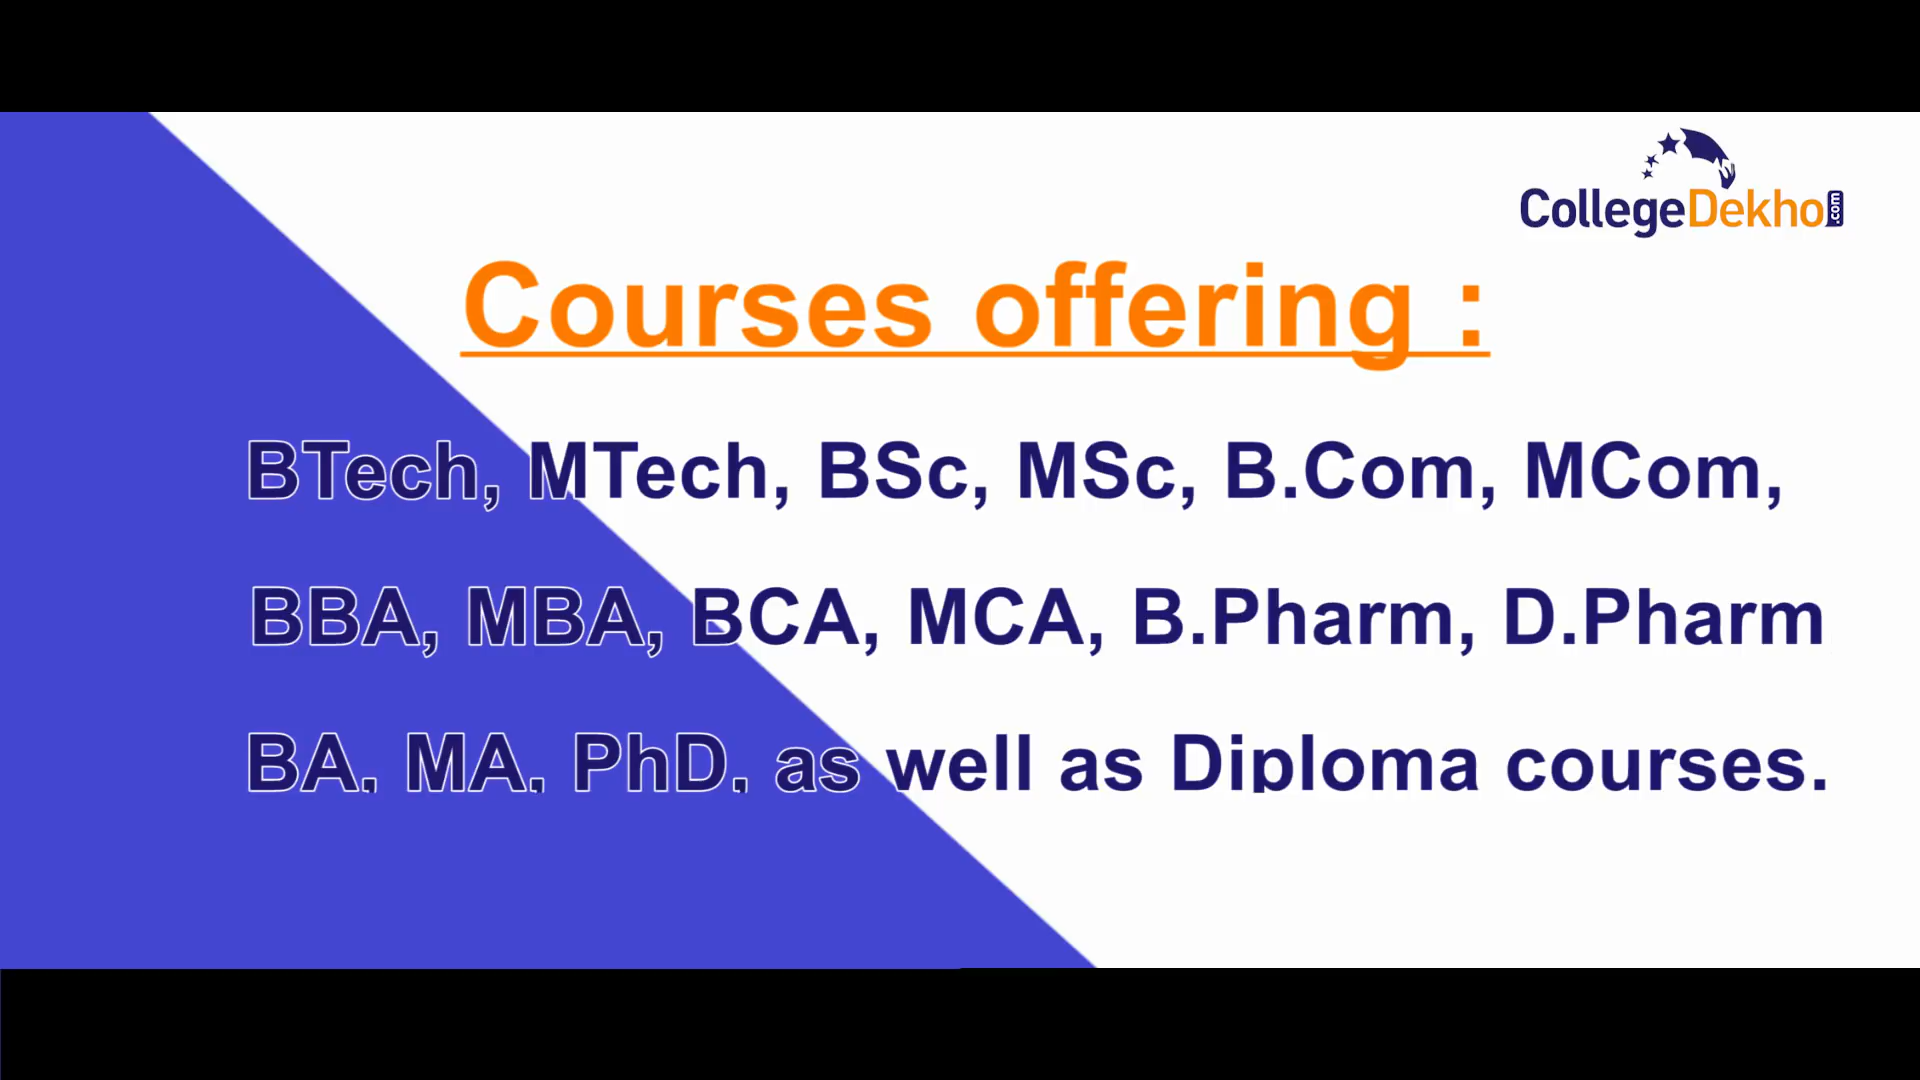 CollegeDekho.com
Courses offering :
BTech, MTech, BSc, MSc, B.Com, MCom,
BBA, MBA, BCA, MCA, B.Pharm, D.Pharm
BA, MA, PhD, as well as Diploma courses.